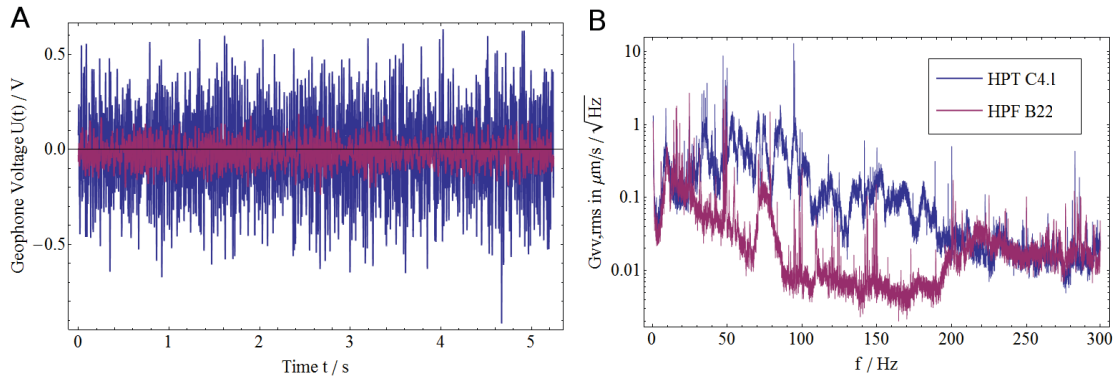 A
Geophone Voltage U(t) / V
0.5
0.0
−0.5
0
1
2
3
4
5
Time t / s
B
Gvv,rms in μm/s / √Hz
10
1
0.1
0.01
0
50
100
150
200
250
300
f / Hz
HPT C4.1
HPF B22